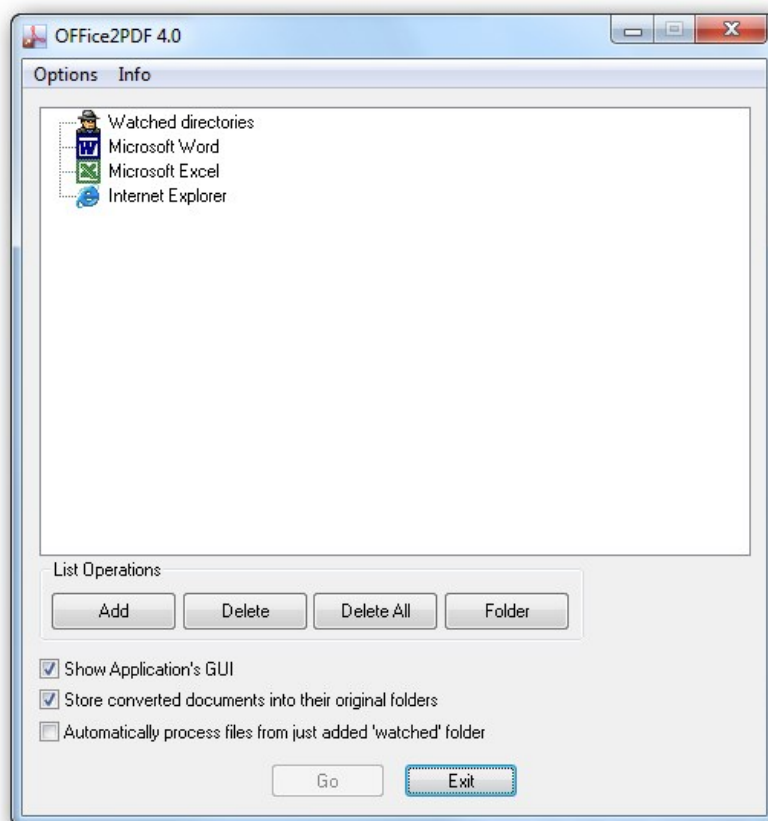 OFFice2PDF 4.0
Options Info
Watched directories
Microsoft Word
Microsoft Excel
Internet Explorer
List Operations
Add Delete Delete All Folder
Show Application's GUI
Store converted documents into their original folders
Automatically process files from just added 'watched' folder
Go Exit